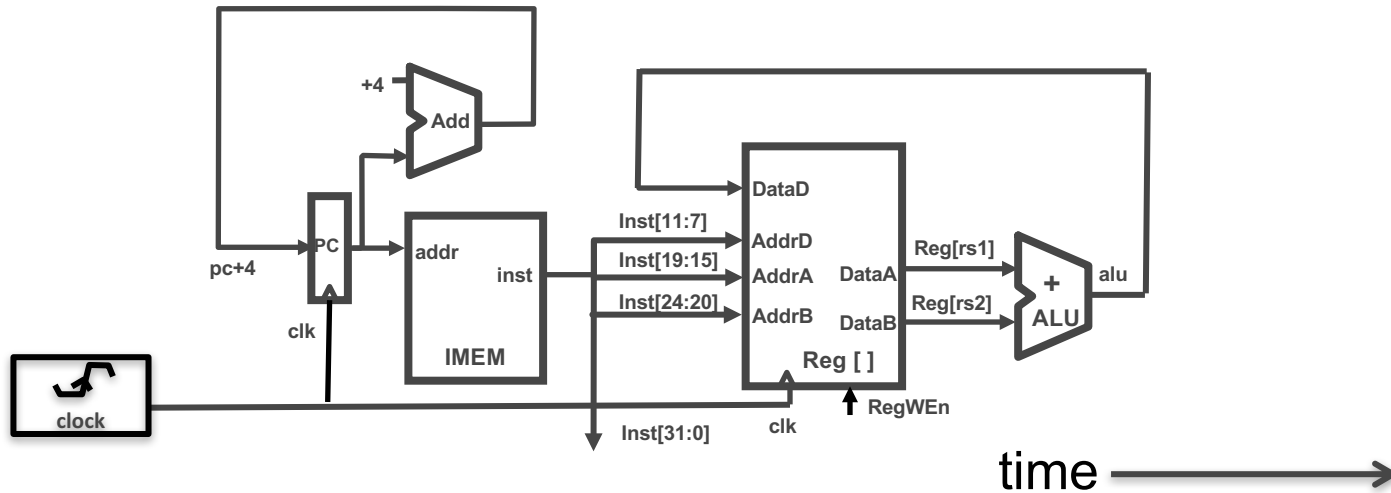 +4
Add
DataD
Inst[11:7]
PC
addr
AddrD
Reg[rs1]
Inst[19:15]
pc+4
inst
AddrA
DataA
+
alu
Inst[24:20]
Reg[rs2]
AddrB
DataB
ALU
clk
IMEM
Reg [ ]
clock
RegWEn
clk
Inst[31:0]
time